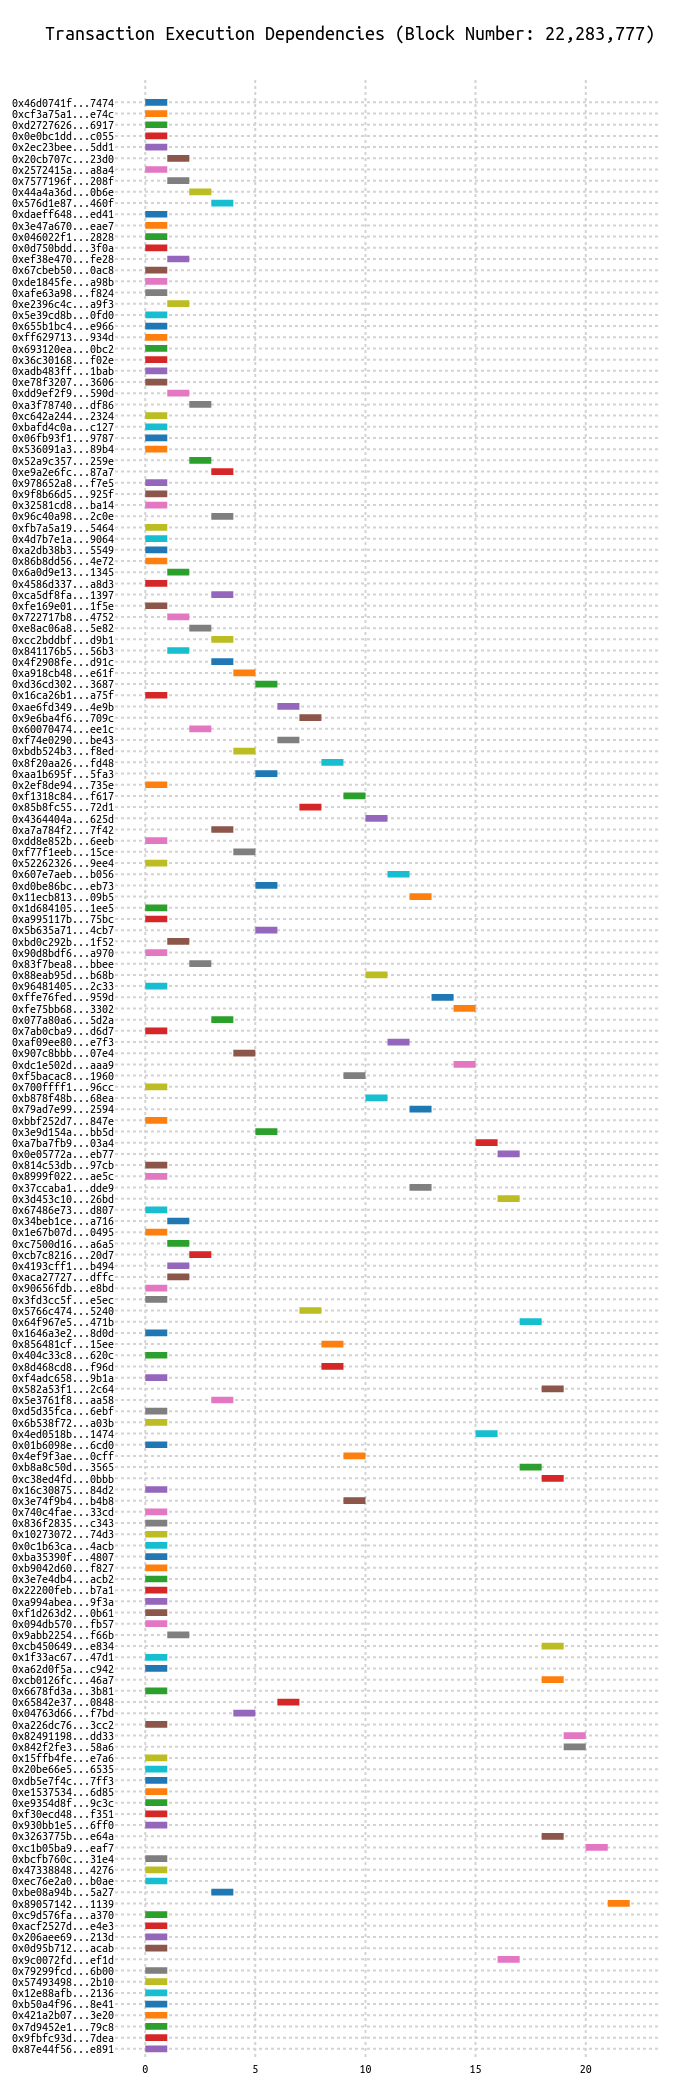 Transaction Execution Dependencies (Block Number: 22,283,777)
0x46d0741f...7474
0xcf3a75a1...e74c
0xd2727626...6917
0x0e0bc1dd...c055
0x2ec23bee...5dd1
0x20cb707c...23d0
0x2572415a...a8a4
0x7577196f...208f
0x44a4a36d...0b6e
0x576d1e87...460f
0xdaeff648...ed41
0x3e47a670...eae7
0x046022f1...2828
0x0d750bdd...3f0a
0xef38e470...fe28
0x67cbeb50...0ac8
0xde1845fe...a98b
0xafe63a98...f824
0xe2396c4c...a9f3
0x5e39cd8b...0fd0
0x655b1bc4...e966
0xff629713...934d
0x693120ea...0bc2
0x36c30168...f02e
0xadb483ff...1bab
0xe78f3207...3606
0xdd9ef2f9...590d
0xa3f78740...df86
0xc642a244...2324
0xbafd4c0a...c127
0x06fb93f1...9787
0x536091a3...89b4
0x52a9c357...259e
0xe9a2e6fc...87a7
0x978652a8...f7e5
0x9f8b66d5...925f
0x32581cd8...ba14
0x96c40a98...2c0e
0xfb7a5a19...5464
0x4d7b7e1a...9064
0xa2db38b3...5549
0x86b8dd56...4e72
0x6a0d9e13...1345
0x4586d337...a8d3
0xca5df8fa...1397
0xfe169e01...1f5e
0x722717b8...4752
0xe8ac06a8...5e82
0xcc2bddbf...d9b1
0x841176b5...56b3
0x4f2908fe...d91c
0xa918cb48...e61f
0xd36cd302...3687
0x16ca26b1...a75f
0xae6fd349...4e9b
0x9e6ba4f6...709c
0x60070474...ee1c
0xf74e0290...be43
0xbdb524b3...f8ed
0x8f20aa26...fd48
0xaa1b695f...5fa3
0x2ef8de94...735e
0xf1318c84...f617
0x85b8fc55...72d1
0x4364404a...625d
0xa7a784f2...7f42
0xdd8e852b...6eeb
0xf77f1eeb...15ce
0x52262326...9ee4
0x607e7aeb...b056
0xd0be86bc...eb73
0x11ecb813...09b5
0x1d684105...1ee5
0xa995117b...75bc
0x5b635a71...4cb7
0xbd0c292b...1f52
0x90d8bdf6...a970
0x83f7bea8...bbee
0x88eab95d...b68b
0x96481405...2c33
0xffe76fed...959d
0xfe75bb68...3302
0x077a80a6...5d2a
0x7ab0cba9...d6d7
0xaf09ee80...e7f3
0x907c8bbb...07e4
0xdc1e502d...aaa9
0xf5bacac8...1960
0x700ffff1...96cc
0xb878f48b...68ea
0x79ad7e99...2594
0xbbf252d7...847e
0x3e9d154a...bb5d
0xa7ba7fb9...03a4
0x0e05772a...eb77
0x814c53db...97cb
0x8999f022...ae5c
0x37ccaba1...dde9
0x3d453c10...26bd
0x67486e73...d807
0x34beb1ce...a716
0x1e67b07d...0495
0xc7500d16...a6a5
0xcb7c8216...20d7
0x4193cff1...b494
0xaca27727...dffc
0x90656fdb...e8bd
0x3fd3cc5f...e5ec
0x5766c474...5240
0x64f967e5...471b
0x1646a3e2...8d0d
0x856481cf...15ee
0x404c33c8...620c
0x8d468cd8...f96d
0xf4adc658...9b1a
0x582a53f1...2c64
0x5e3761f8...aa58
0xd5d35fca...6ebf
0x6b538f72...a03b
0x4ed0518b...1474
0x01b6098e...6cd0
0x4ef9f3ae...0cff
0xb8a8c50d...3565
0xc38ed4fd...0bbb
0x16c30875...84d2
0x3e74f9b4...b4b8
0x740c4fae...33cd
0x836f2835...c343
0x10273072...74d3
0x0c1b63ca...4acb
0xba35390f...4807
0xb9042d60...f827
0x3e7e4db4...acb2
0x22200feb...b7a1
0xa994abea...9f3a
0xf1d263d2...0b61
0x094db570...fb57
0x9abb2254...f66b
0xcb450649...e834
0x1f33ac67...47d1
0xa62d0f5a...c942
0xcb0126fc...46a7
0x6678fd3a...3b81
0x65842e37...0848
0x04763d66...f7bd
0xa226dc76...3cc2
0x82491198...dd33
0x842f2fe3...58a6
0x15ffb4fe...e7a6
0x20be66e5...6535
0xdb5e7f4c...7ff3
0xe1537534...6d85
0xe9354d8f...9c3c
0xf30ecd48...f351
0x930bb1e5...6ff0
0x3263775b...e64a
0xc1b05ba9...eaf7
0xbcfb760c...31e4
0x47338848...4276
0xec76e2a0...b0ae
0xbe08a94b...5a27
0x89057142...1139
0xc9d576fa...a370
0xacf2527d...e4e3
0x206aee69...213d
0x0d95b712...acab
0x9c0072fd...ef1d
0x79299fcd...6b00
0x57493498...2b10
0x12e88afb...2136
0xb50a4f96...8e41
0x421a2b07...3e20
0x7d9452e1...79c8
0x9fbfc93d...7dea
0x87e44f56...e891
0 5 10 15 20